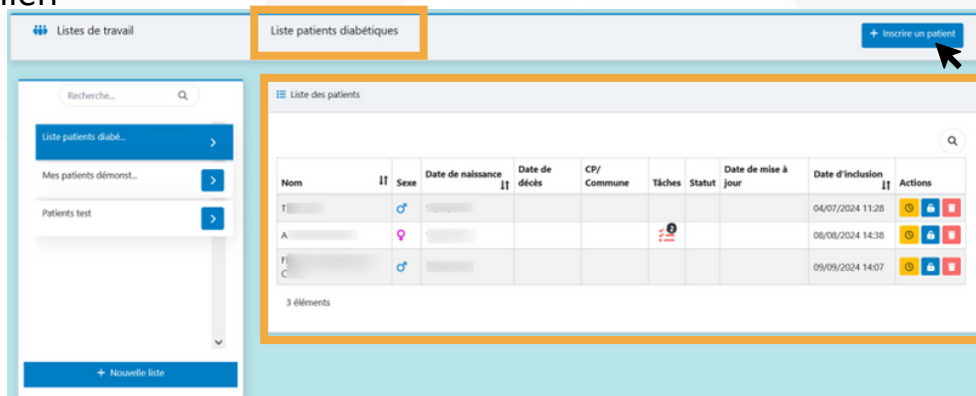 Listes de travail
Liste patients diabétiques
+ Inscrire un patient
Recherche...
Liste patients diabé...
Mes patients démonst...
Patients test
+ Nouvelle liste
Liste des patients
Nom Sexe Date de naissance Date de décès CP/ Commune Tâches Statut Date de mise à jour Date d'inclusion Actions
T 04/07/2024 11:28
A 2 08/08/2024 14:38
C 09/09/2024 14:07
3 éléments